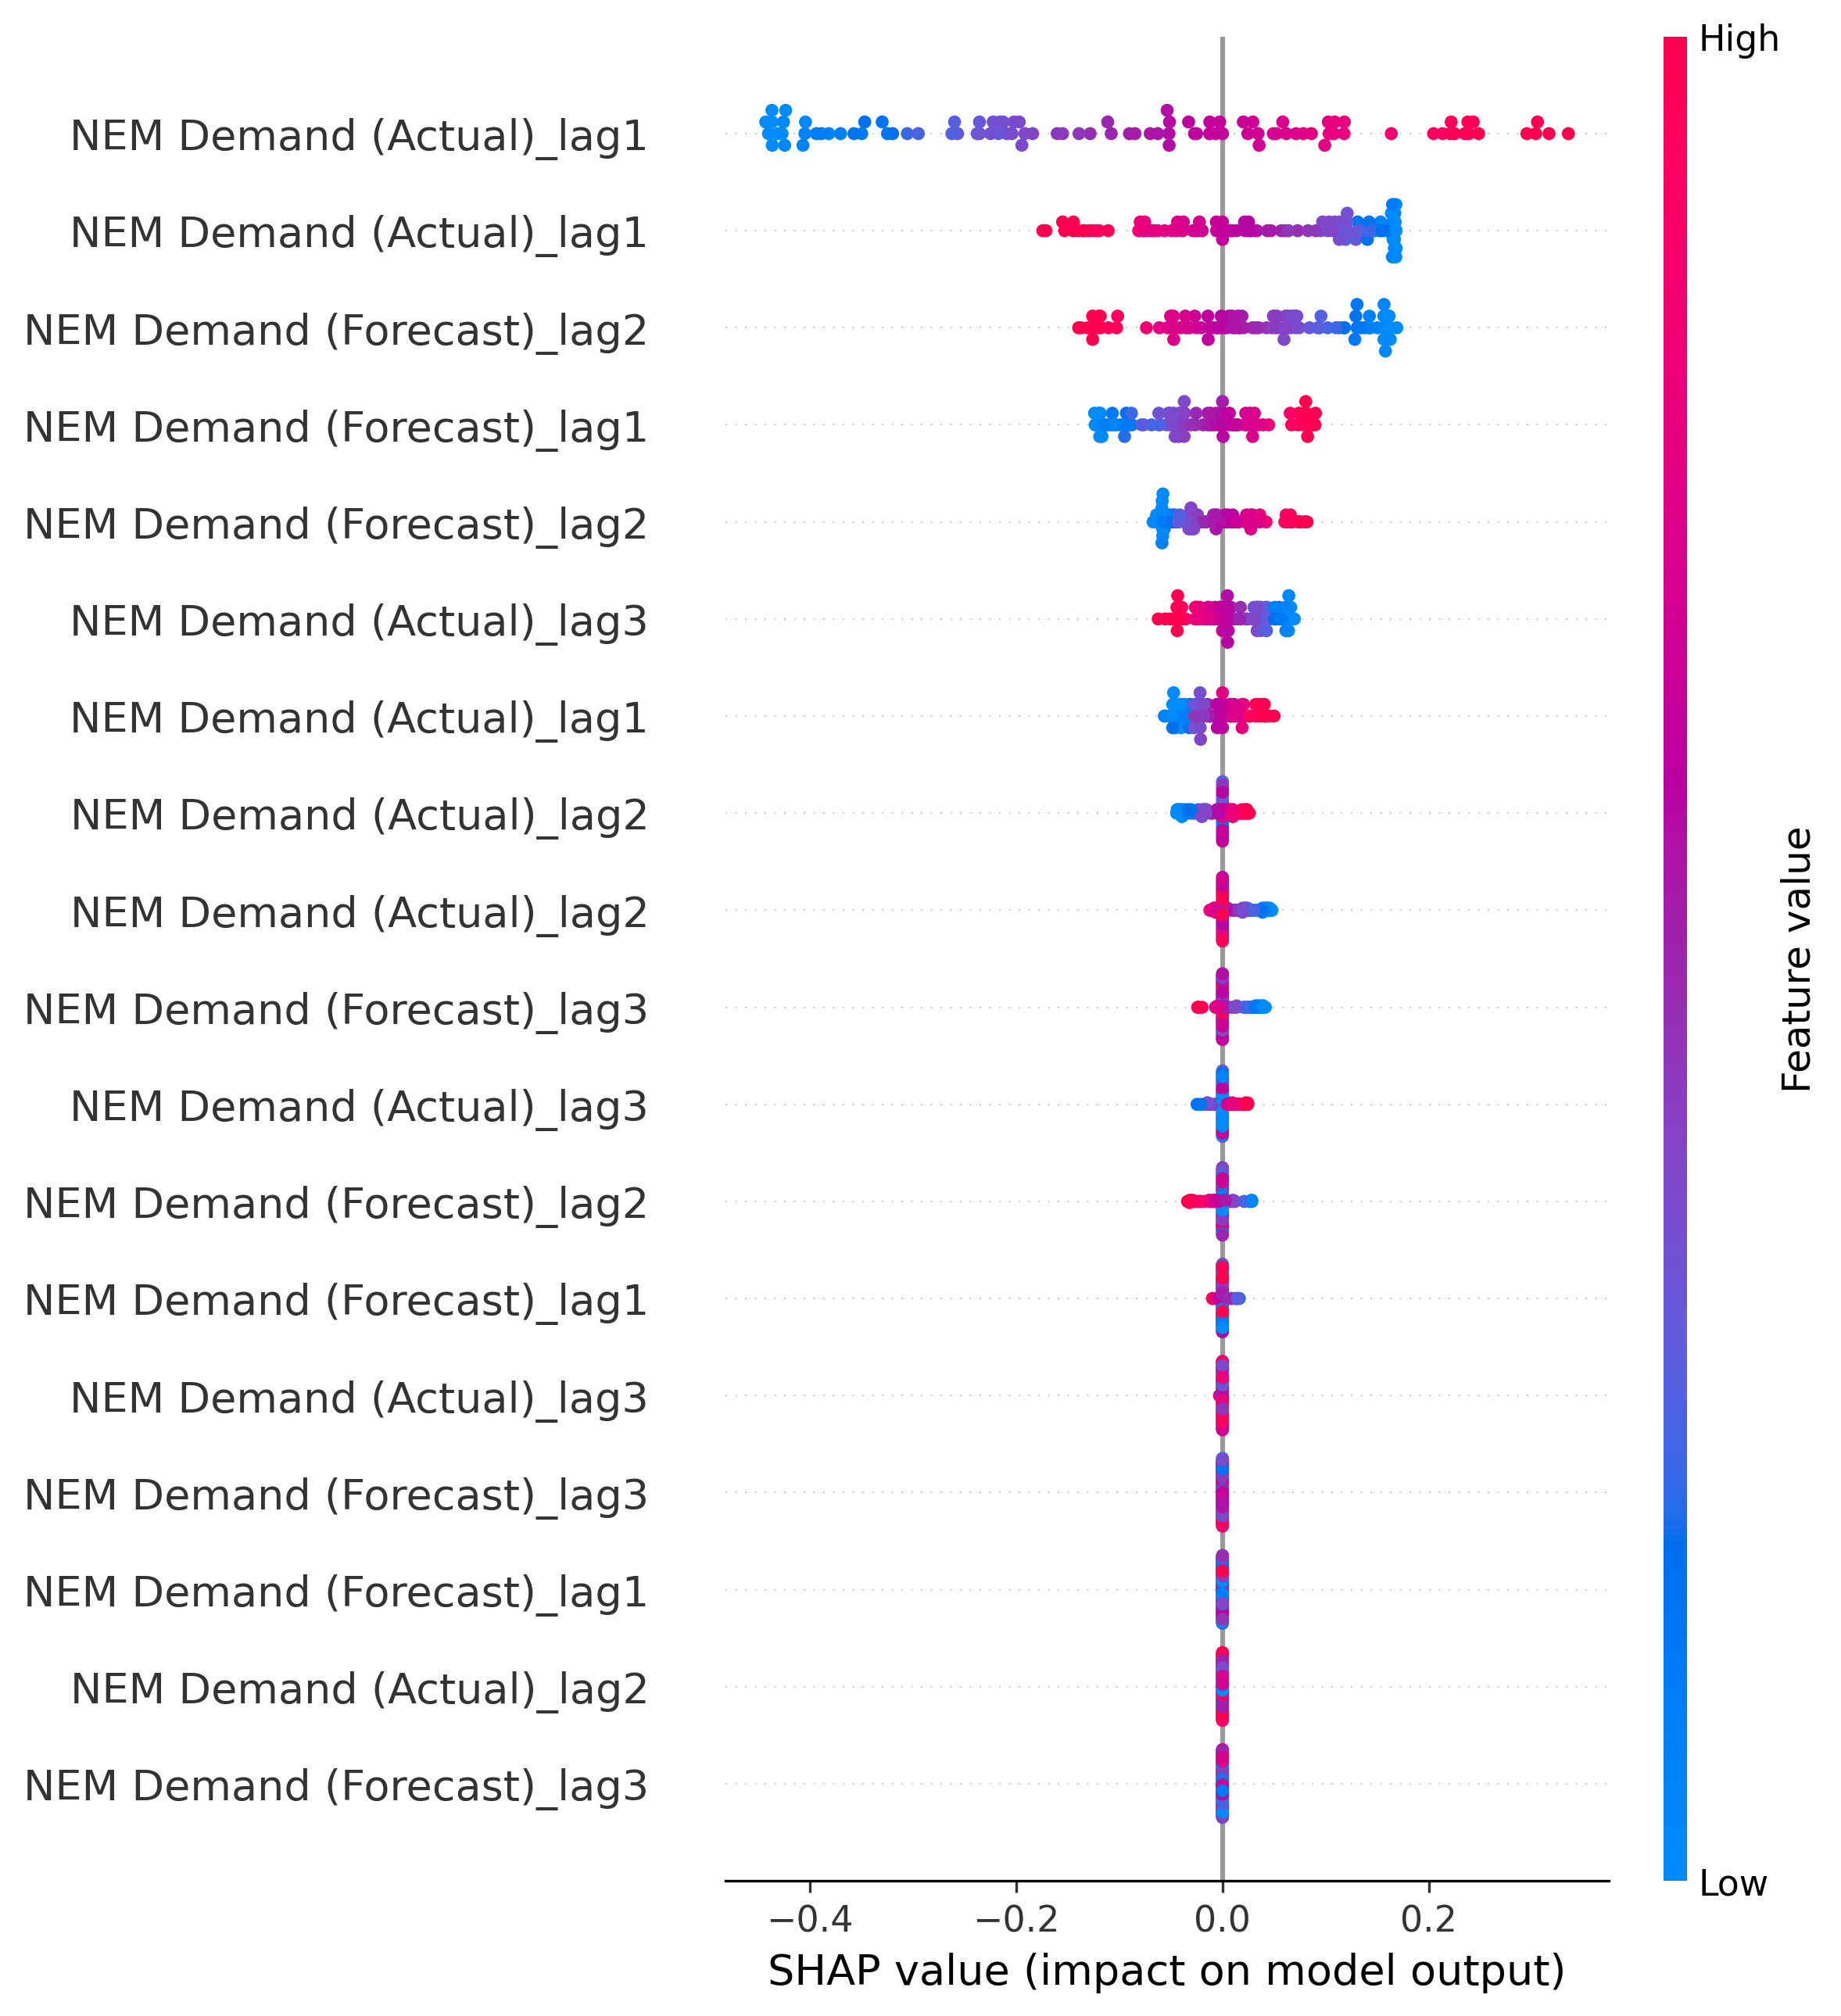 High
NEM Demand (Actual)_lag1
NEM Demand (Actual)_lag1
NEM Demand (Forecast)_lag2
NEM Demand (Forecast)_lag1
NEM Demand (Forecast)_lag2
NEM Demand (Actual)_lag3
NEM Demand (Actual)_lag1
NEM Demand (Actual)_lag2
NEM Demand (Actual)_lag2
NEM Demand (Forecast)_lag3
NEM Demand (Actual)_lag3
NEM Demand (Forecast)_lag2
NEM Demand (Forecast)_lag1
NEM Demand (Actual)_lag3
NEM Demand (Forecast)_lag3
NEM Demand (Forecast)_lag1
NEM Demand (Actual)_lag2
NEM Demand (Forecast)_lag3
Feature value
Low
−0.4 −0.2 0.0 0.2
SHAP value (impact on model output)